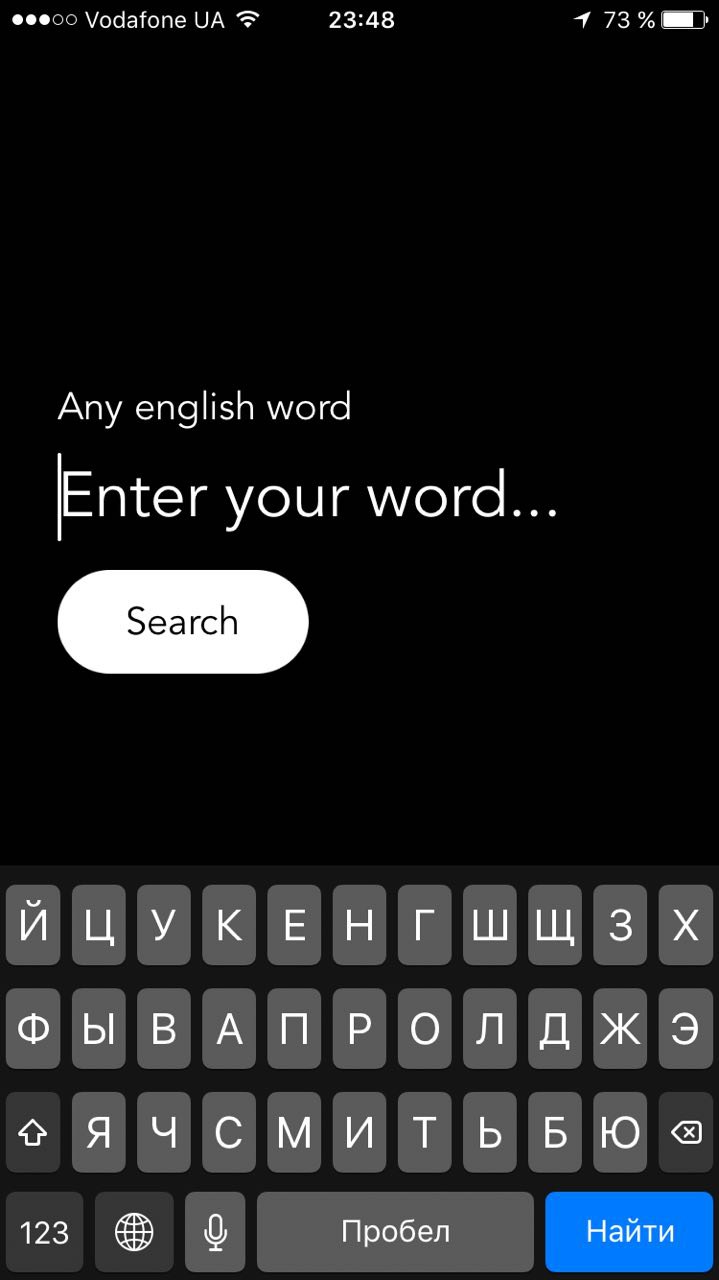 Vodafone UA 23:48 73 %
Any english word
Enter your word...
Search
Й Ц У К Е Н Г Ш Щ З Х
Ф Ы В А П Р О Л Д Ж Э
Я Ч С М И Т Ь Б Ю
123 Пробел Найти